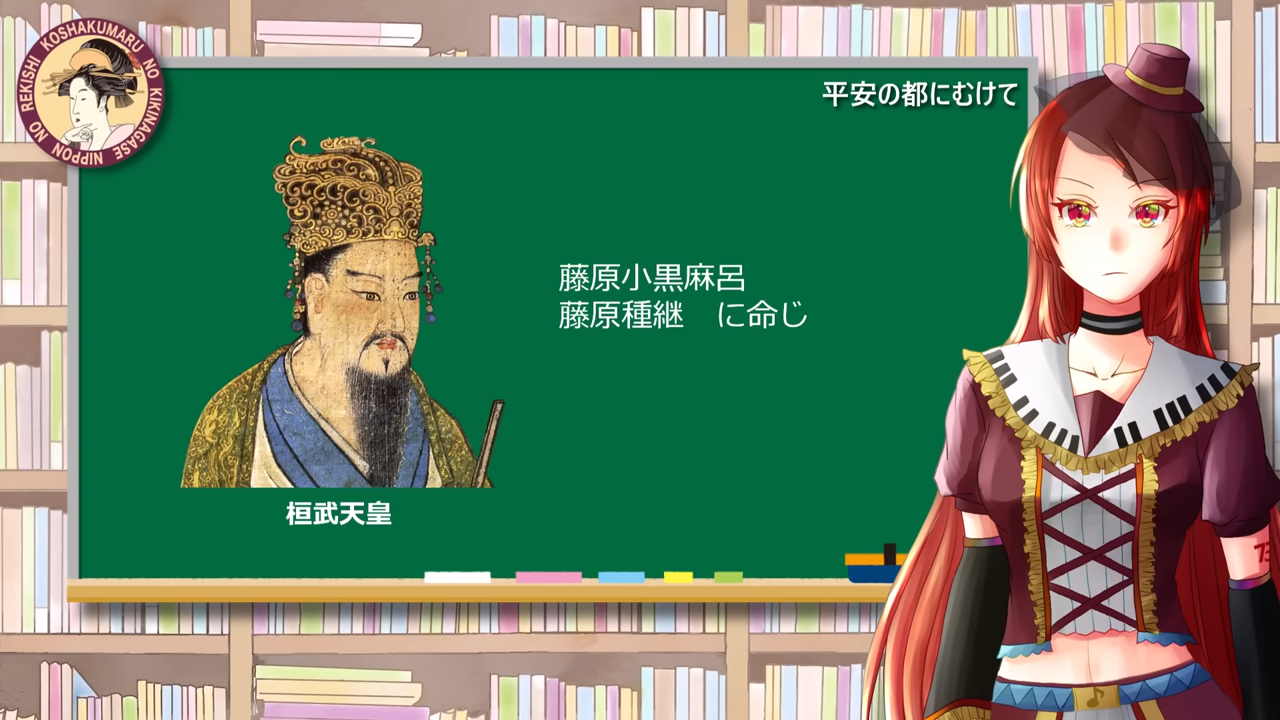 KOSHAKUMARU NO KIKINAGASE NIPPON NO REKISHI
平安の都にむけて
藤原小黒麻呂
藤原種継　に命じ
桓武天皇
73